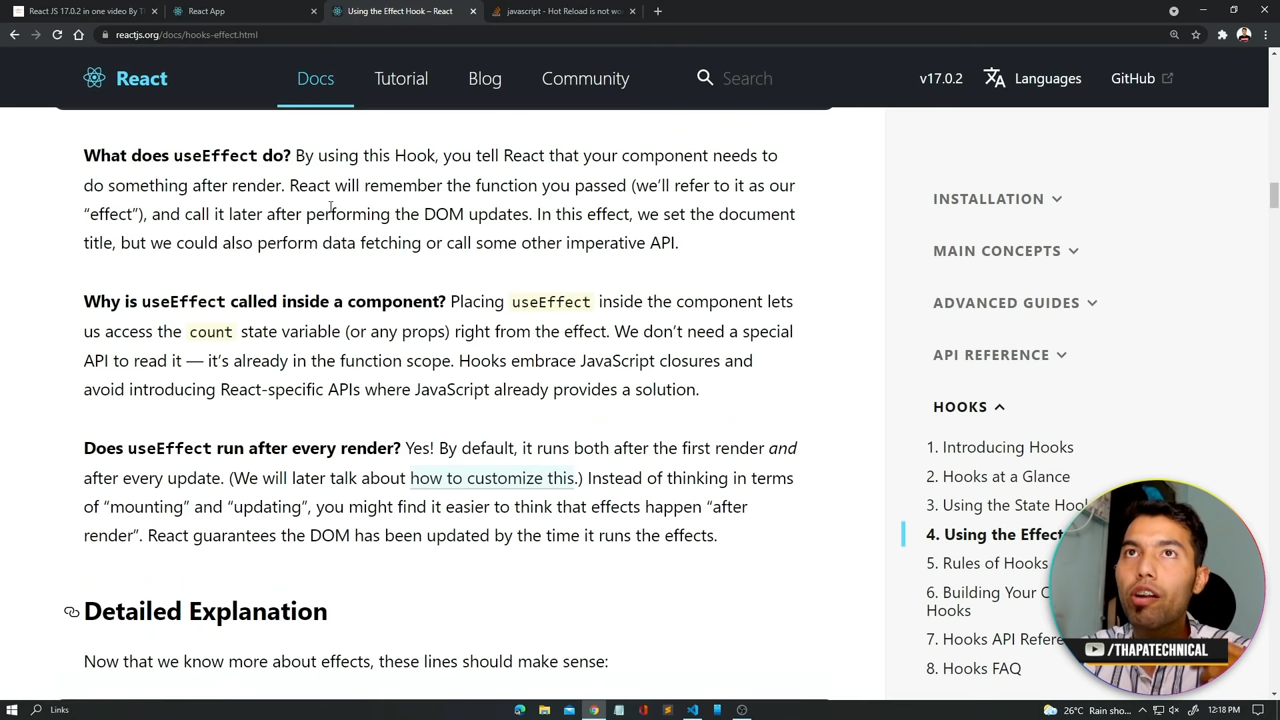 React JS 17.0.2 in one video By T
React App
Using the Effect Hook – React
javascript - Hot Reload is not wo
reactjs.org/docs/hooks-effect.html
React
Docs
Tutorial
Blog
Community
Search
v17.0.2
Languages
GitHub
What does useEffect do? By using this Hook, you tell React that your component needs to
do something after render. React will remember the function you passed (we’ll refer to it as our
“effect”), and call it later after performing the DOM updates. In this effect, we set the document
title, but we could also perform data fetching or call some other imperative API.
Why is useEffect called inside a component? Placing useEffect inside the component lets
us access the count state variable (or any props) right from the effect. We don’t need a special
API to read it — it’s already in the function scope. Hooks embrace JavaScript closures and
avoid introducing React-specific APIs where JavaScript already provides a solution.
Does useEffect run after every render? Yes! By default, it runs both after the first render and
after every update. (We will later talk about how to customize this.) Instead of thinking in terms
of “mounting” and “updating”, you might find it easier to think that effects happen “after
render”. React guarantees the DOM has been updated by the time it runs the effects.
Detailed Explanation
Now that we know more about effects, these lines should make sense:
INSTALLATION
MAIN CONCEPTS
ADVANCED GUIDES
API REFERENCE
HOOKS
1. Introducing Hooks
2. Hooks at a Glance
3. Using the State Hool
4. Using the Effect
5. Rules of Hooks
6. Building Your
Hooks
7. Hooks API Refere
8. Hooks FAQ
/THAPATECHNICAL
Links
26°C Rain sho...
12:18 PM